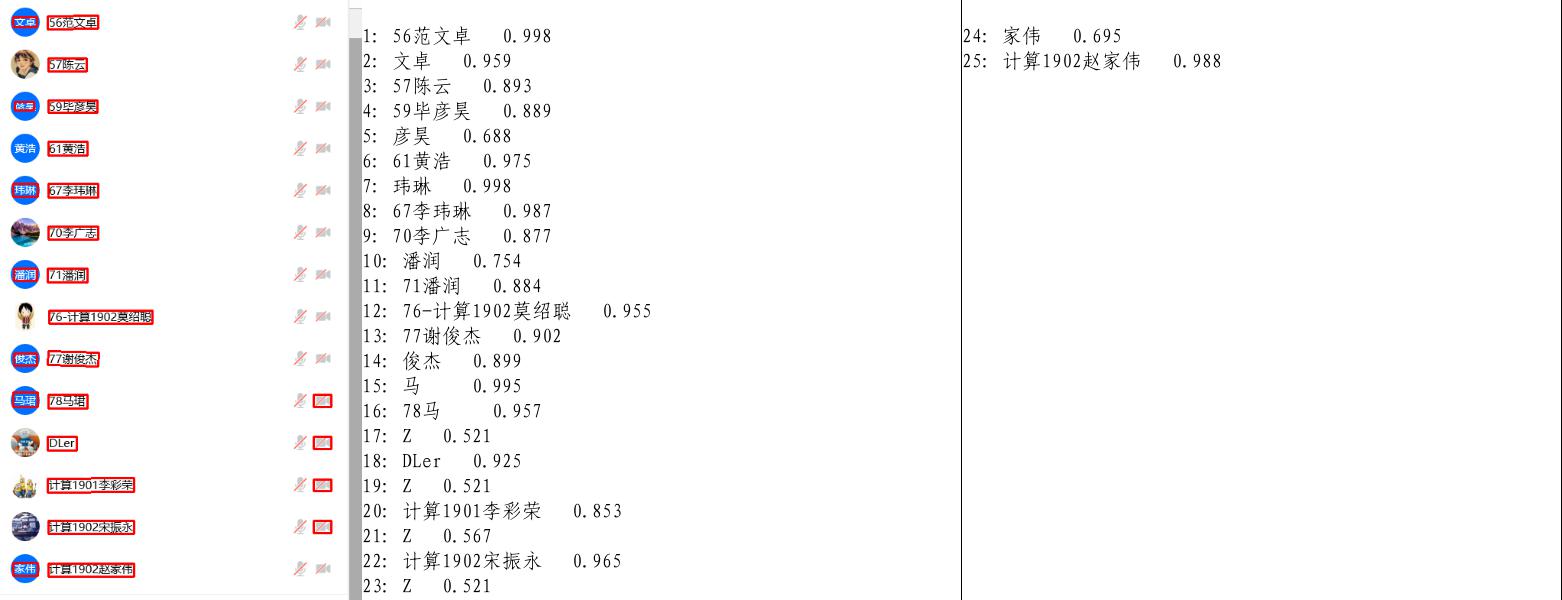 文卓 56范文卓
57陈云
彦昊 59毕彦昊
黄浩 61黄浩
玮琳 67李玮琳
70李广志
潘润 71潘润
76-计算1902莫绍聪
俊杰 77谢俊杰
马珺 78马珺
DLer
计算1901李彩荣
计算1902宋振永
家伟 计算1902赵家伟
1: 56范文卓 0.998
2: 文卓 0.959
3: 57陈云 0.893
4: 59毕彦昊 0.889
5: 彦昊 0.688
6: 61黄浩 0.975
7: 玮琳 0.998
8: 67李玮琳 0.987
9: 70李广志 0.877
10: 潘润 0.754
11: 71潘润 0.884
12: 76-计算1902莫绍聪 0.955
13: 77谢俊杰 0.902
14: 俊杰 0.899
15: 马 0.995
16: 78马 0.957
17: Z 0.521
18: DLer 0.925
19: Z 0.521
20: 计算1901李彩荣 0.853
21: Z 0.567
22: 计算1902宋振永 0.965
23: Z 0.521
24: 家伟 0.695
25: 计算1902赵家伟 0.988